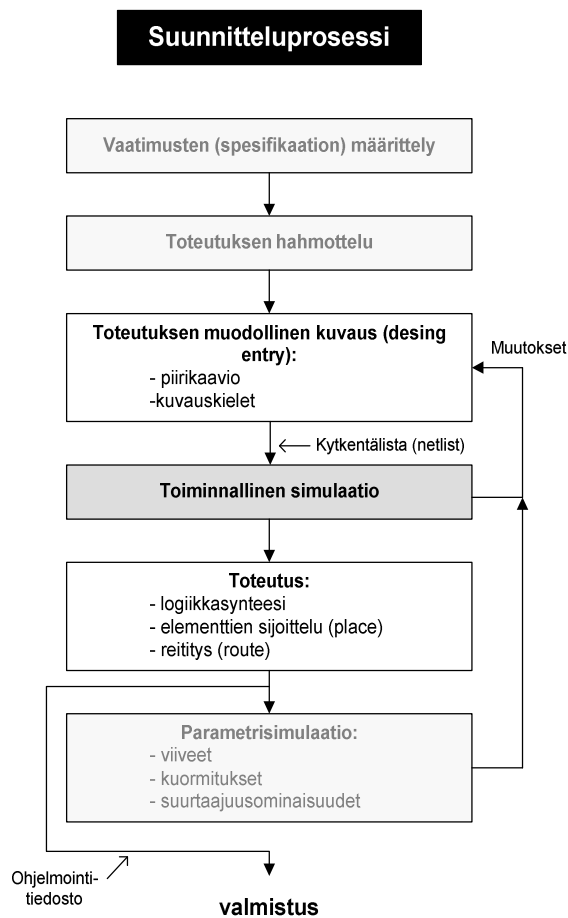 Suunnitteluprosessi
Vaatimusten (spesifikaation) määrittely
Toteutuksen hahmottelu
Toteutuksen muodollinen kuvaus (desing
entry):
- piirikaavio
-kuvauskielet
Muutokset
Kytkentälista (netlist)
Toiminnallinen simulaatio
Toteutus:
- logiikkasynteesi
- elementtien sijoittelu (place)
- reititys (route)
Parametrisimulaatio:
- viiveet
- kuormitukset
- suurtaajuusominaisuudet
Ohjelmointi-
tiedosto
valmistus